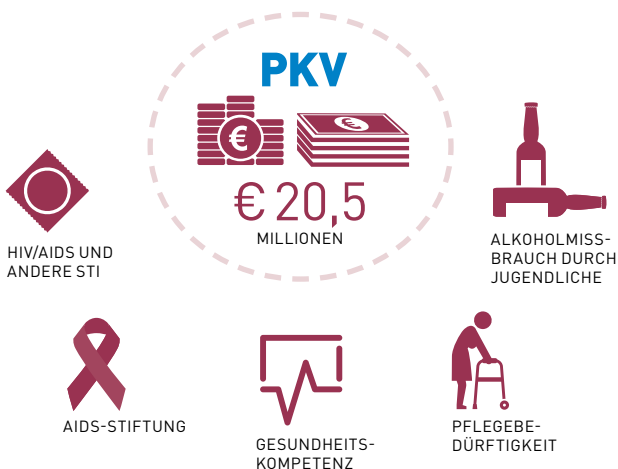 PKV
€
€
€ 20,5
MILLIONEN
HIV/AIDS UND
ANDERE STI
ALKOHOLMISS-
BRAUCH DURCH
JUGENDLICHE
AIDS-STIFTUNG
GESUNDHEITS-
KOMPETENZ
PFLEGEBE-
DÜRFTIGKEIT